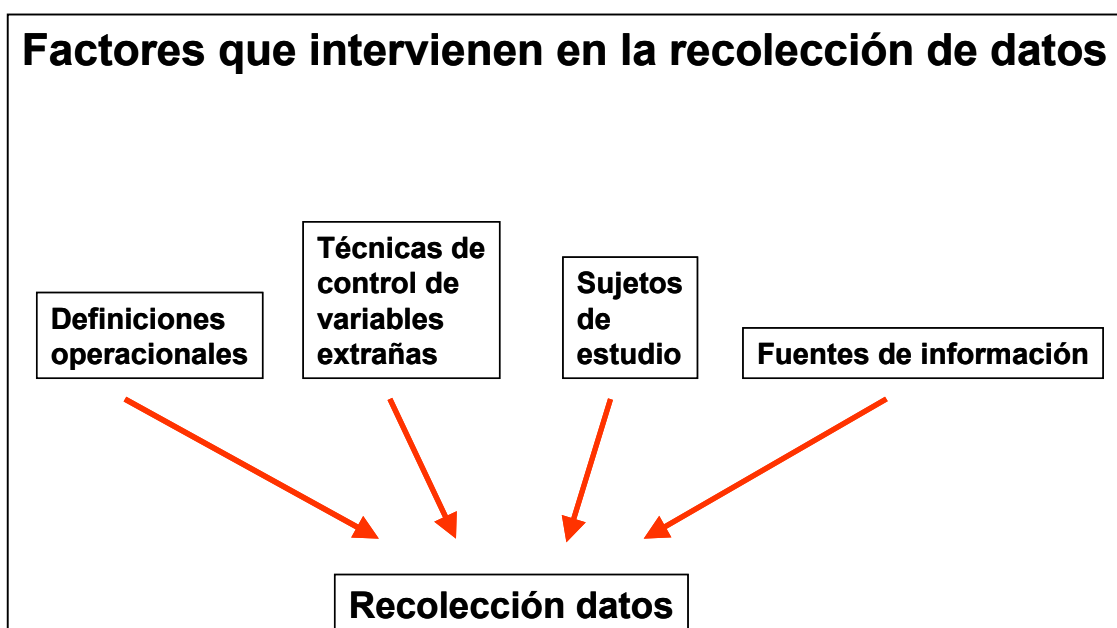 Factores que intervienen en la recolección de datos
Definiciones
operacionales
Técnicas de
control de
variables
extrañas
Sujetos
de
estudio
Fuentes de información
Recolección datos